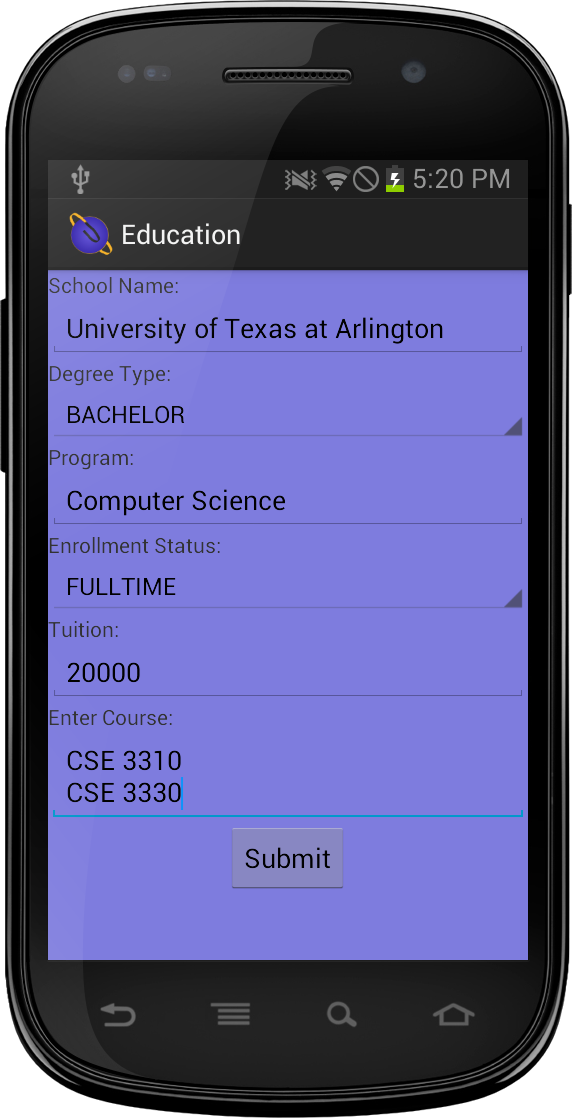 5:20 PM
Education
School Name:
University of Texas at Arlington
Degree Type:
BACHELOR
Program:
Computer Science
Enrollment Status:
FULLTIME
Tuition:
20000
Enter Course:
CSE 3310
CSE 3330
Submit